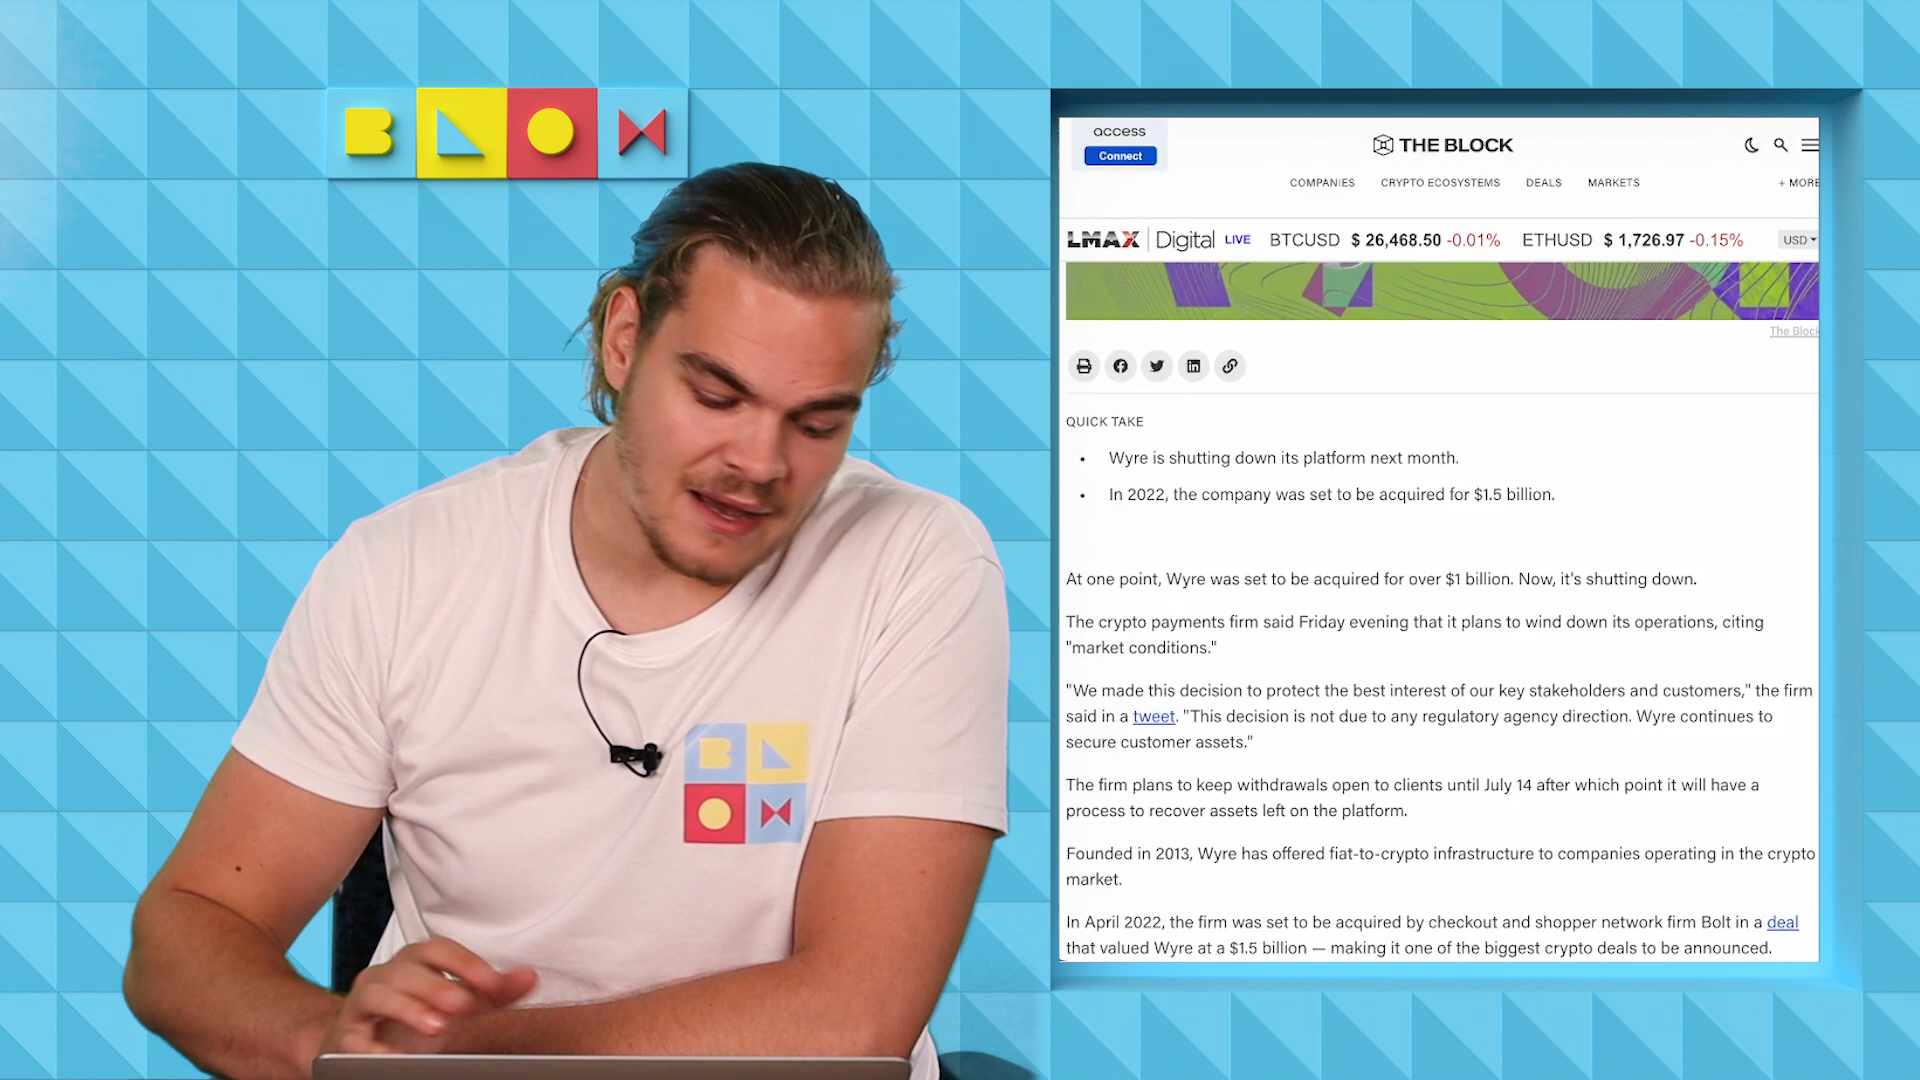 BLOX
access
Connect
THE BLOCK
COMPANIES CRYPTO ECOSYSTEMS DEALS MARKETS + MORE
LMAX Digital LIVE BTCUSD $ 26,468.50 -0.01% ETHUSD $ 1,726.97 -0.15% USD
The Block
QUICK TAKE
• Wyre is shutting down its platform next month.
• In 2022, the company was set to be acquired for $1.5 billion.
At one point, Wyre was set to be acquired for over $1 billion. Now, it's shutting down.
The crypto payments firm said Friday evening that it plans to wind down its operations, citing
"market conditions."
"We made this decision to protect the best interest of our key stakeholders and customers," the firm
said in a tweet. "This decision is not due to any regulatory agency direction. Wyre continues to
secure customer assets."
The firm plans to keep withdrawals open to clients until July 14 after which point it will have a
process to recover assets left on the platform.
Founded in 2013, Wyre has offered fiat-to-crypto infrastructure to companies operating in the crypto
market.
In April 2022, the firm was set to be acquired by checkout and shopper network firm Bolt in a deal
that valued Wyre at a $1.5 billion — making it one of the biggest crypto deals to be announced.
BL
OX